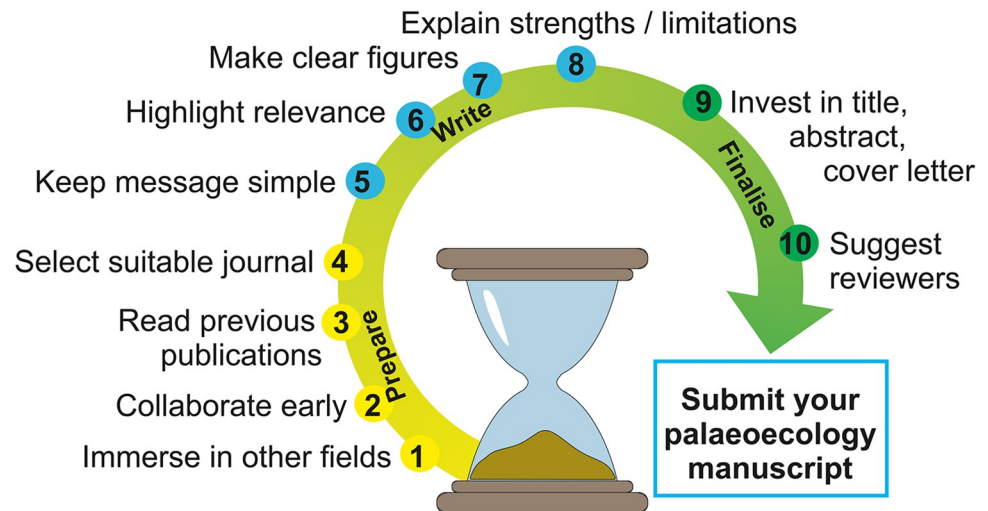 Explain strengths / limitations
8
Make clear figures
7
Highlight relevance
6
Write
9
Invest in title,
abstract,
cover letter
Finalise
Keep message simple
5
10
Suggest
reviewers
Select suitable journal
4
Read previous
publications
3
Prepare
Collaborate early
2
Immerse in other fields
1
Submit your
palaeoecology
manuscript